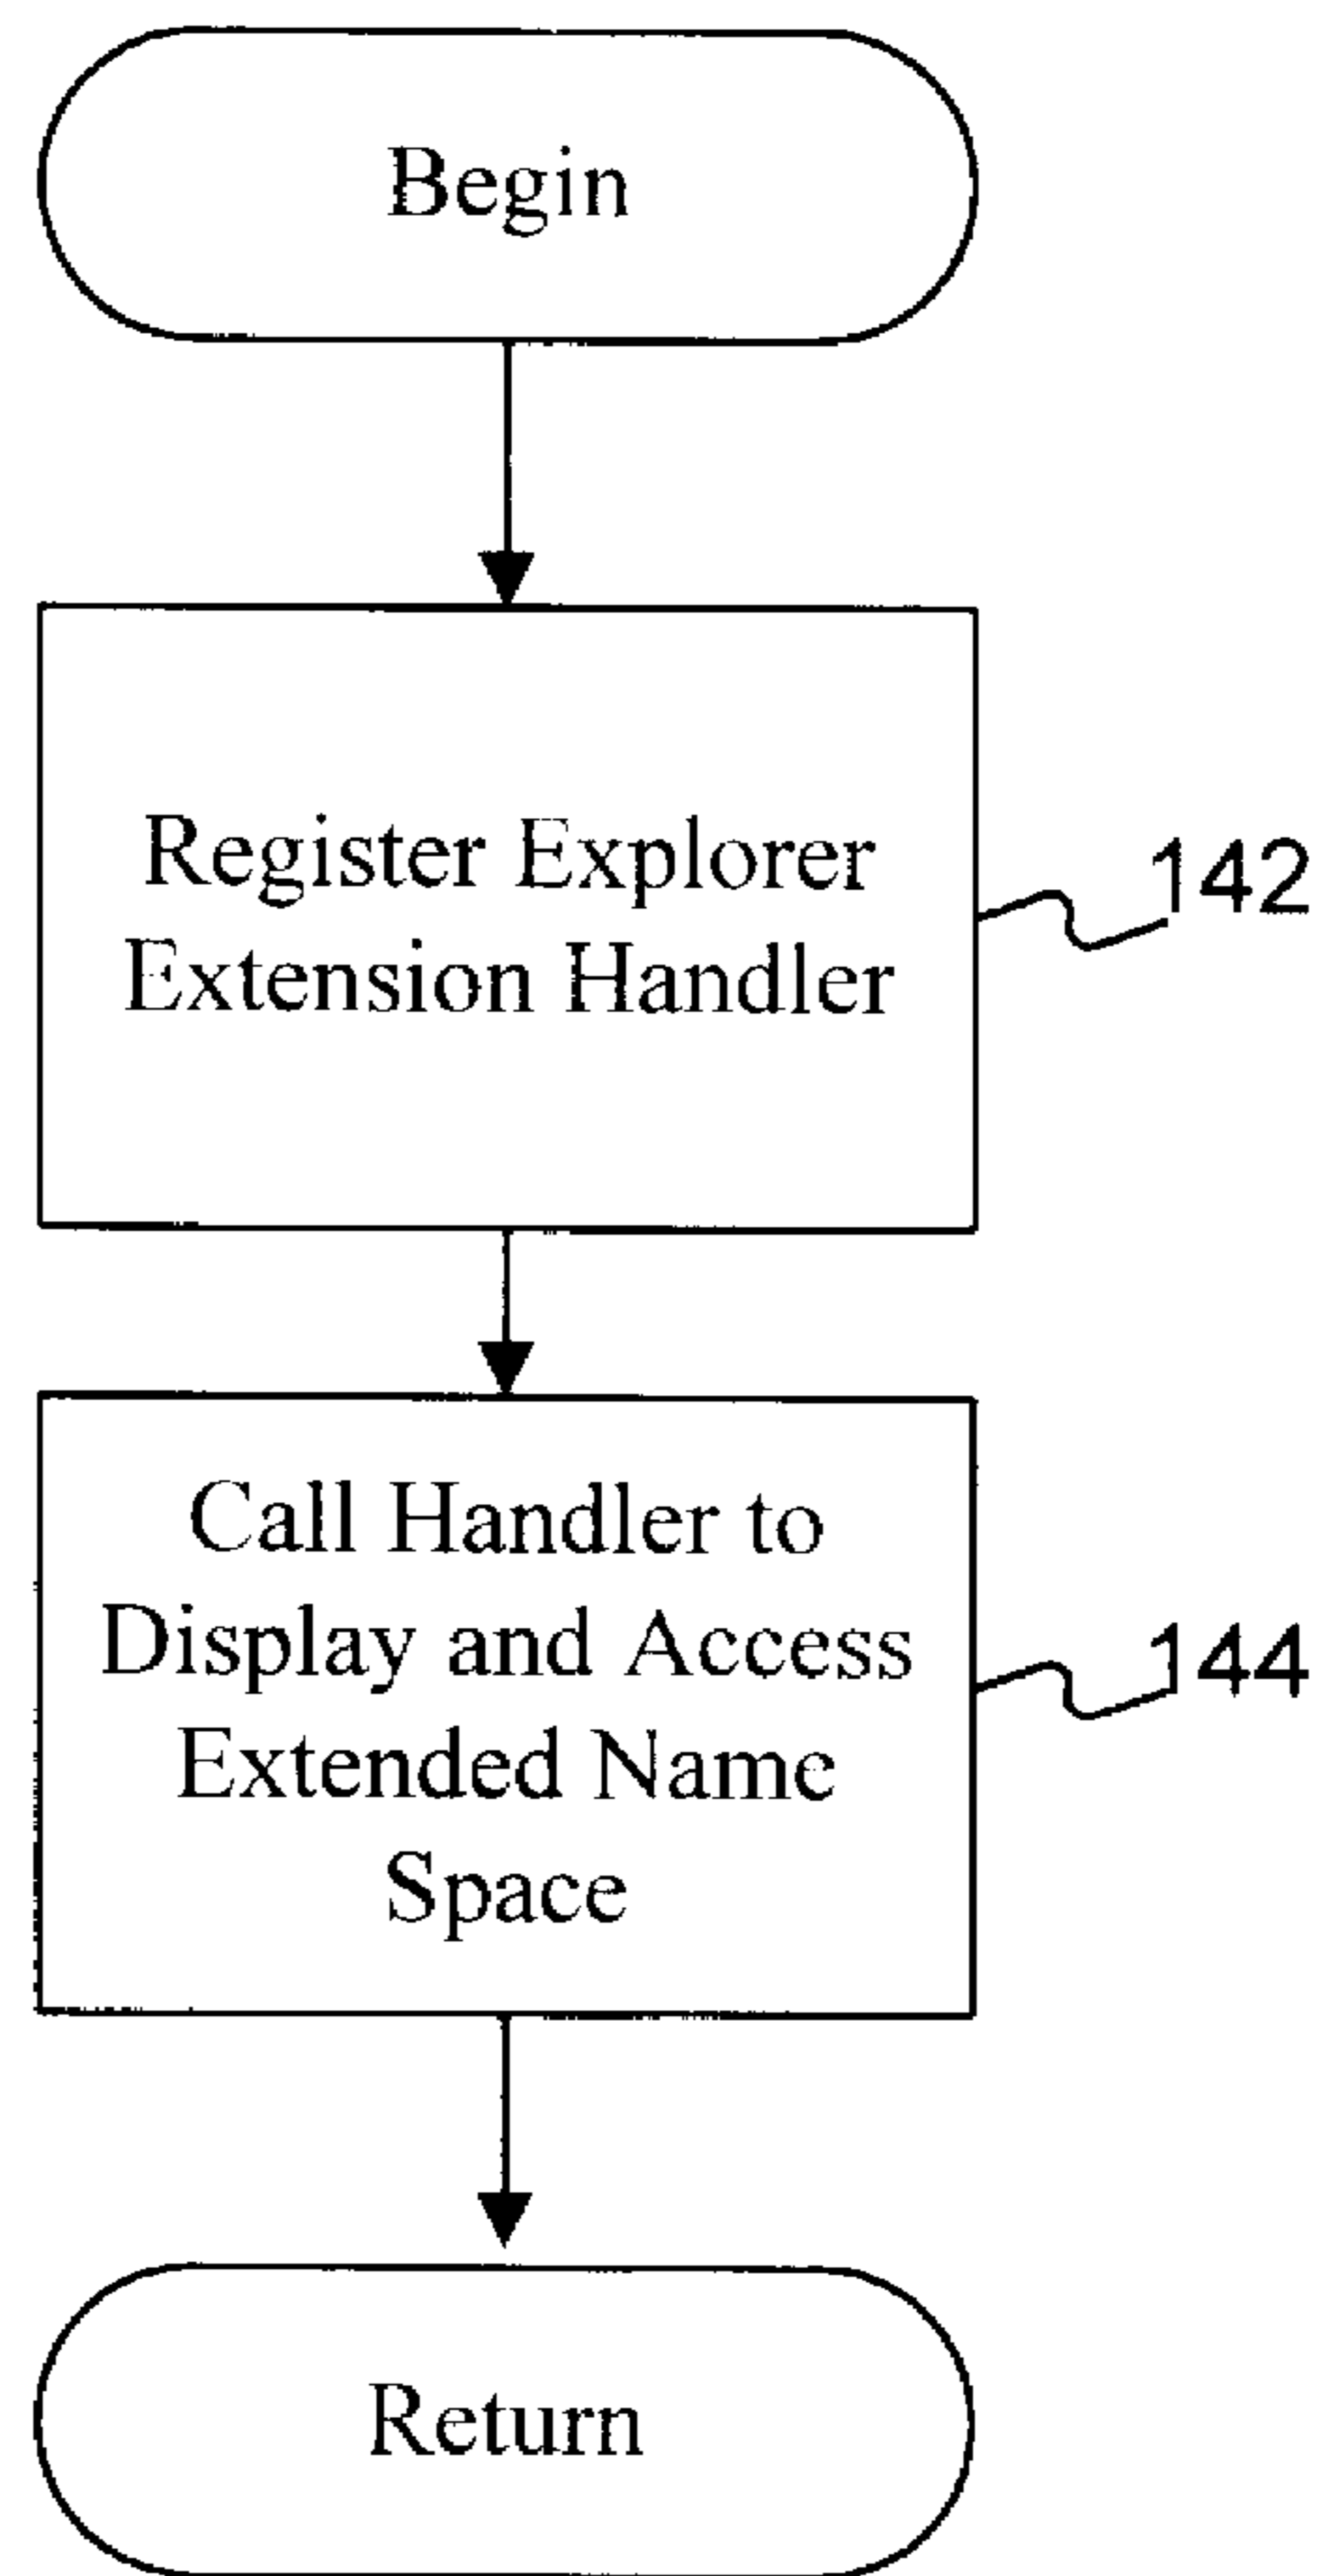 Begin
Register Explorer
Extension Handler
142
Call Handler to
Display and Access
Extended Name
Space
144
Return